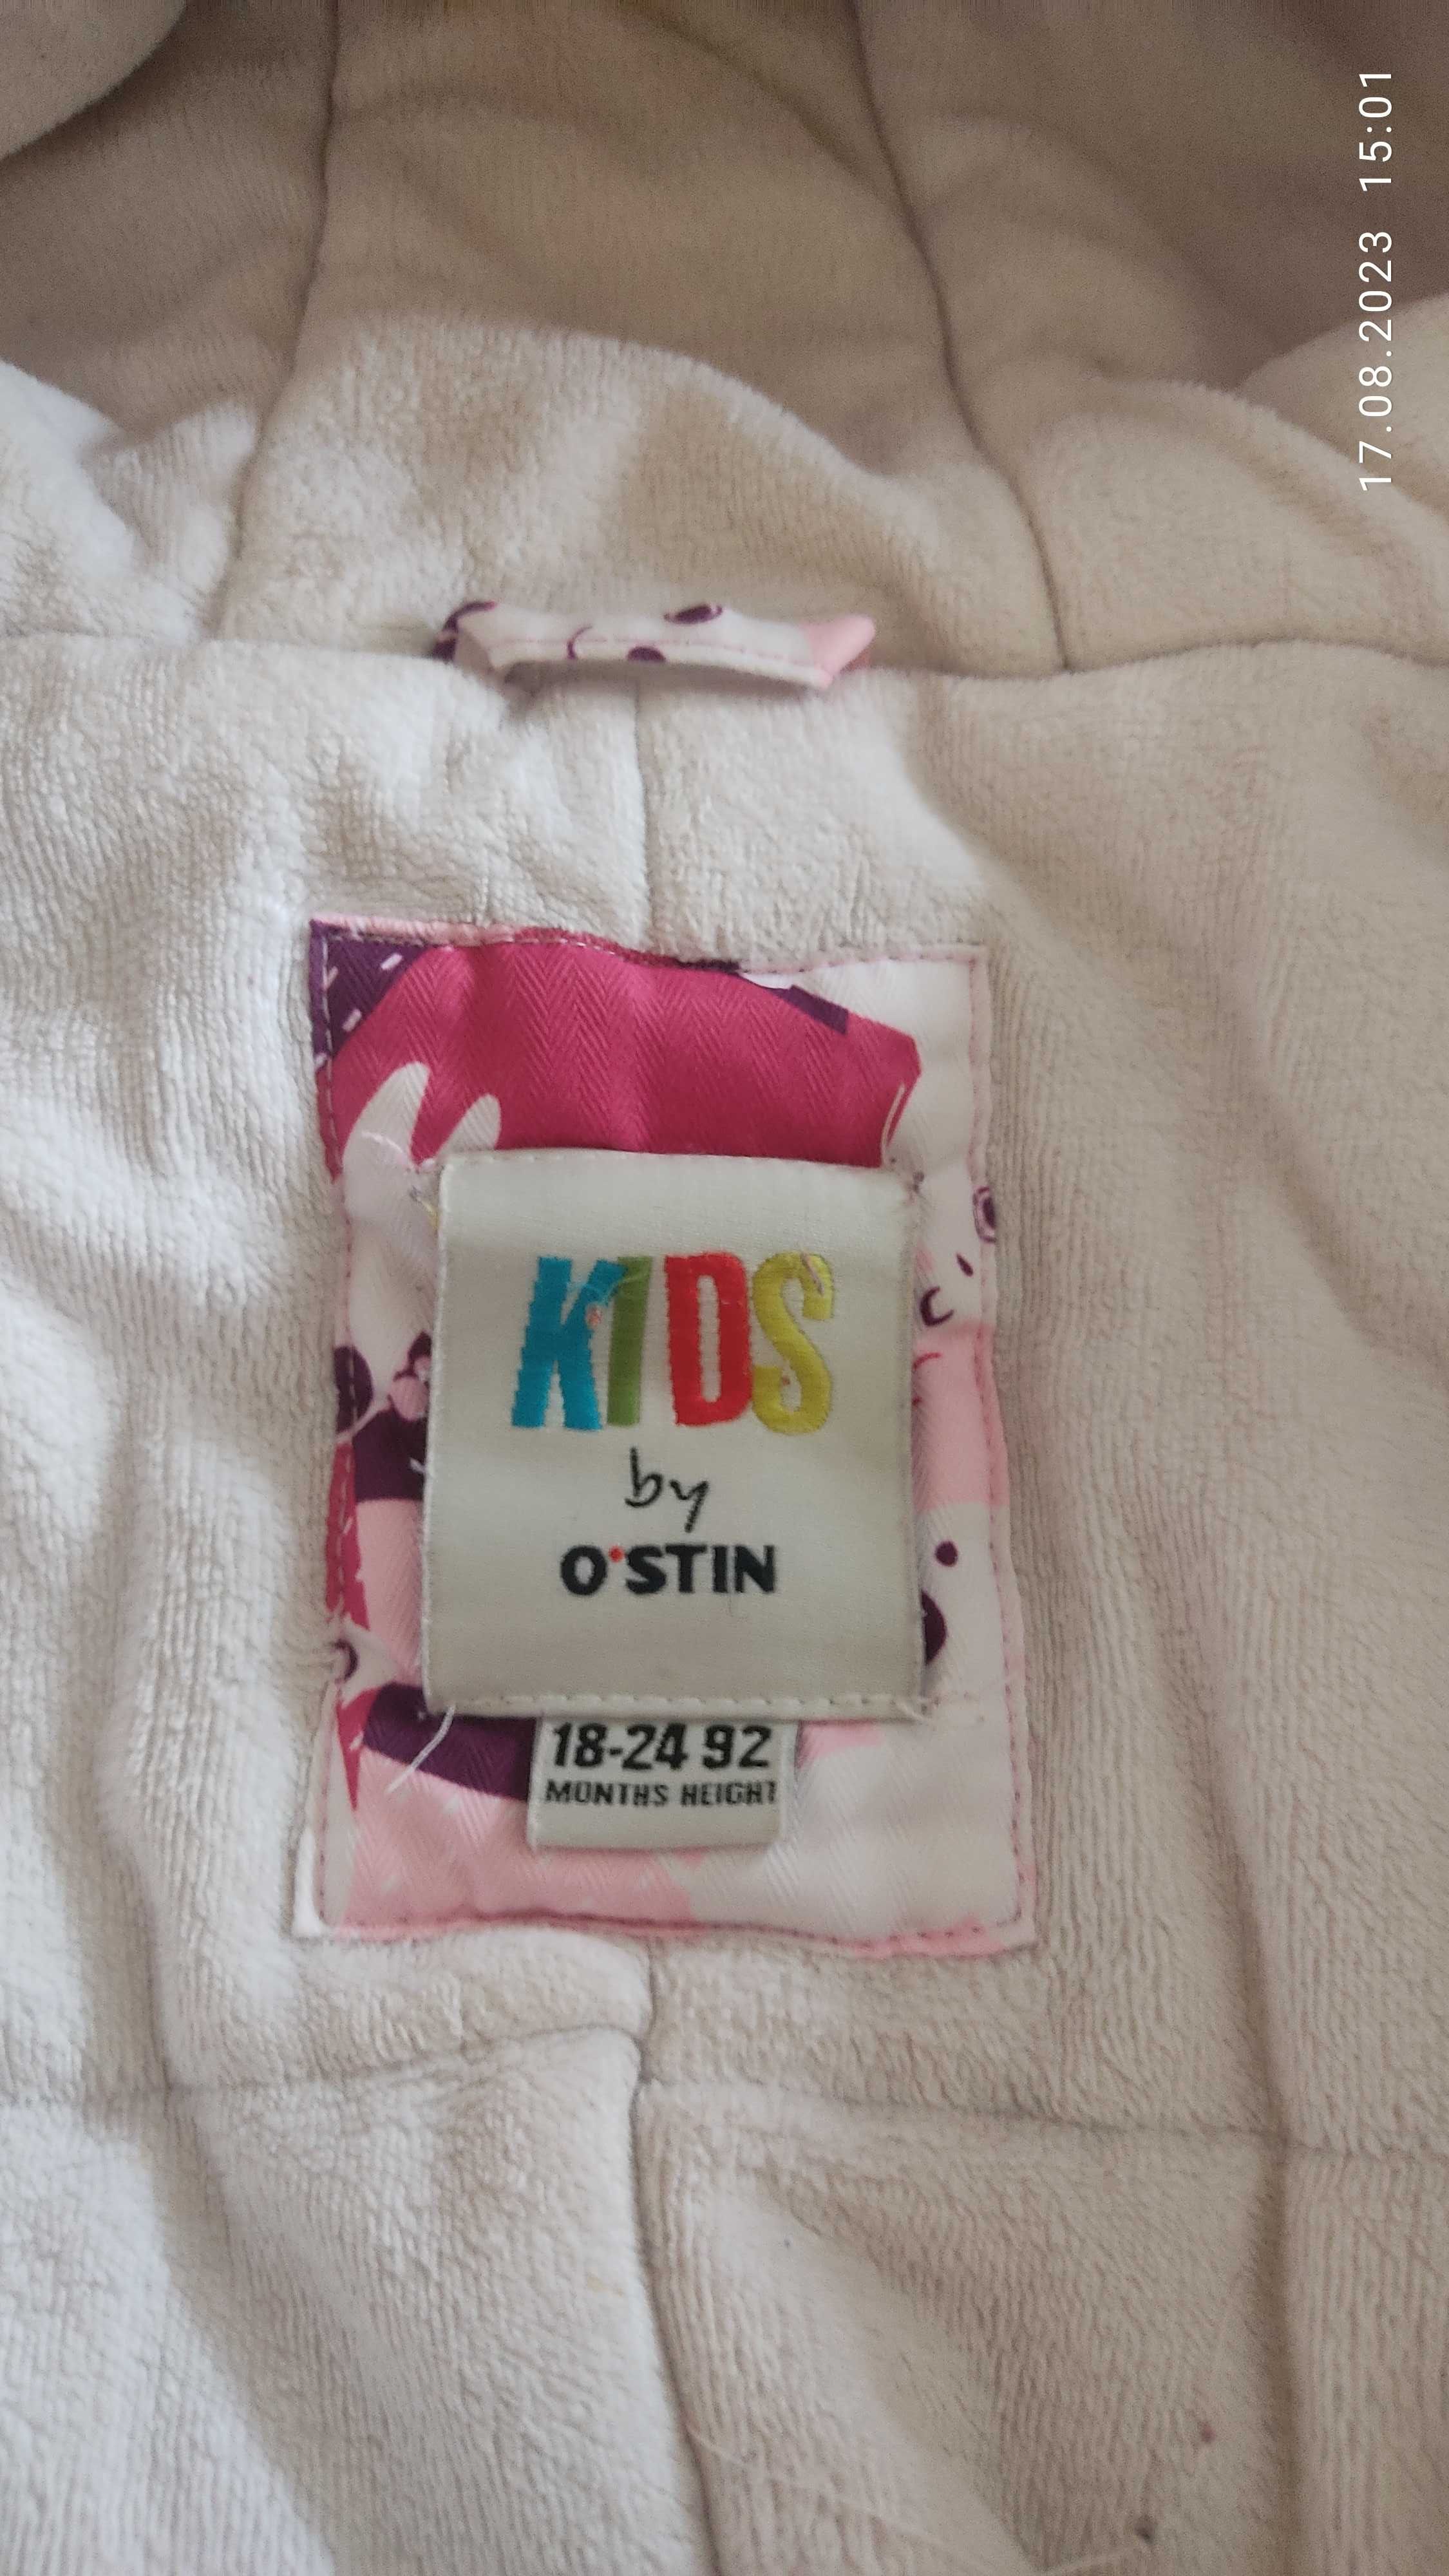 17.08.2023 15:01
KIDS
by
O'STIN
18-24 92
MONTHS HEIGHT